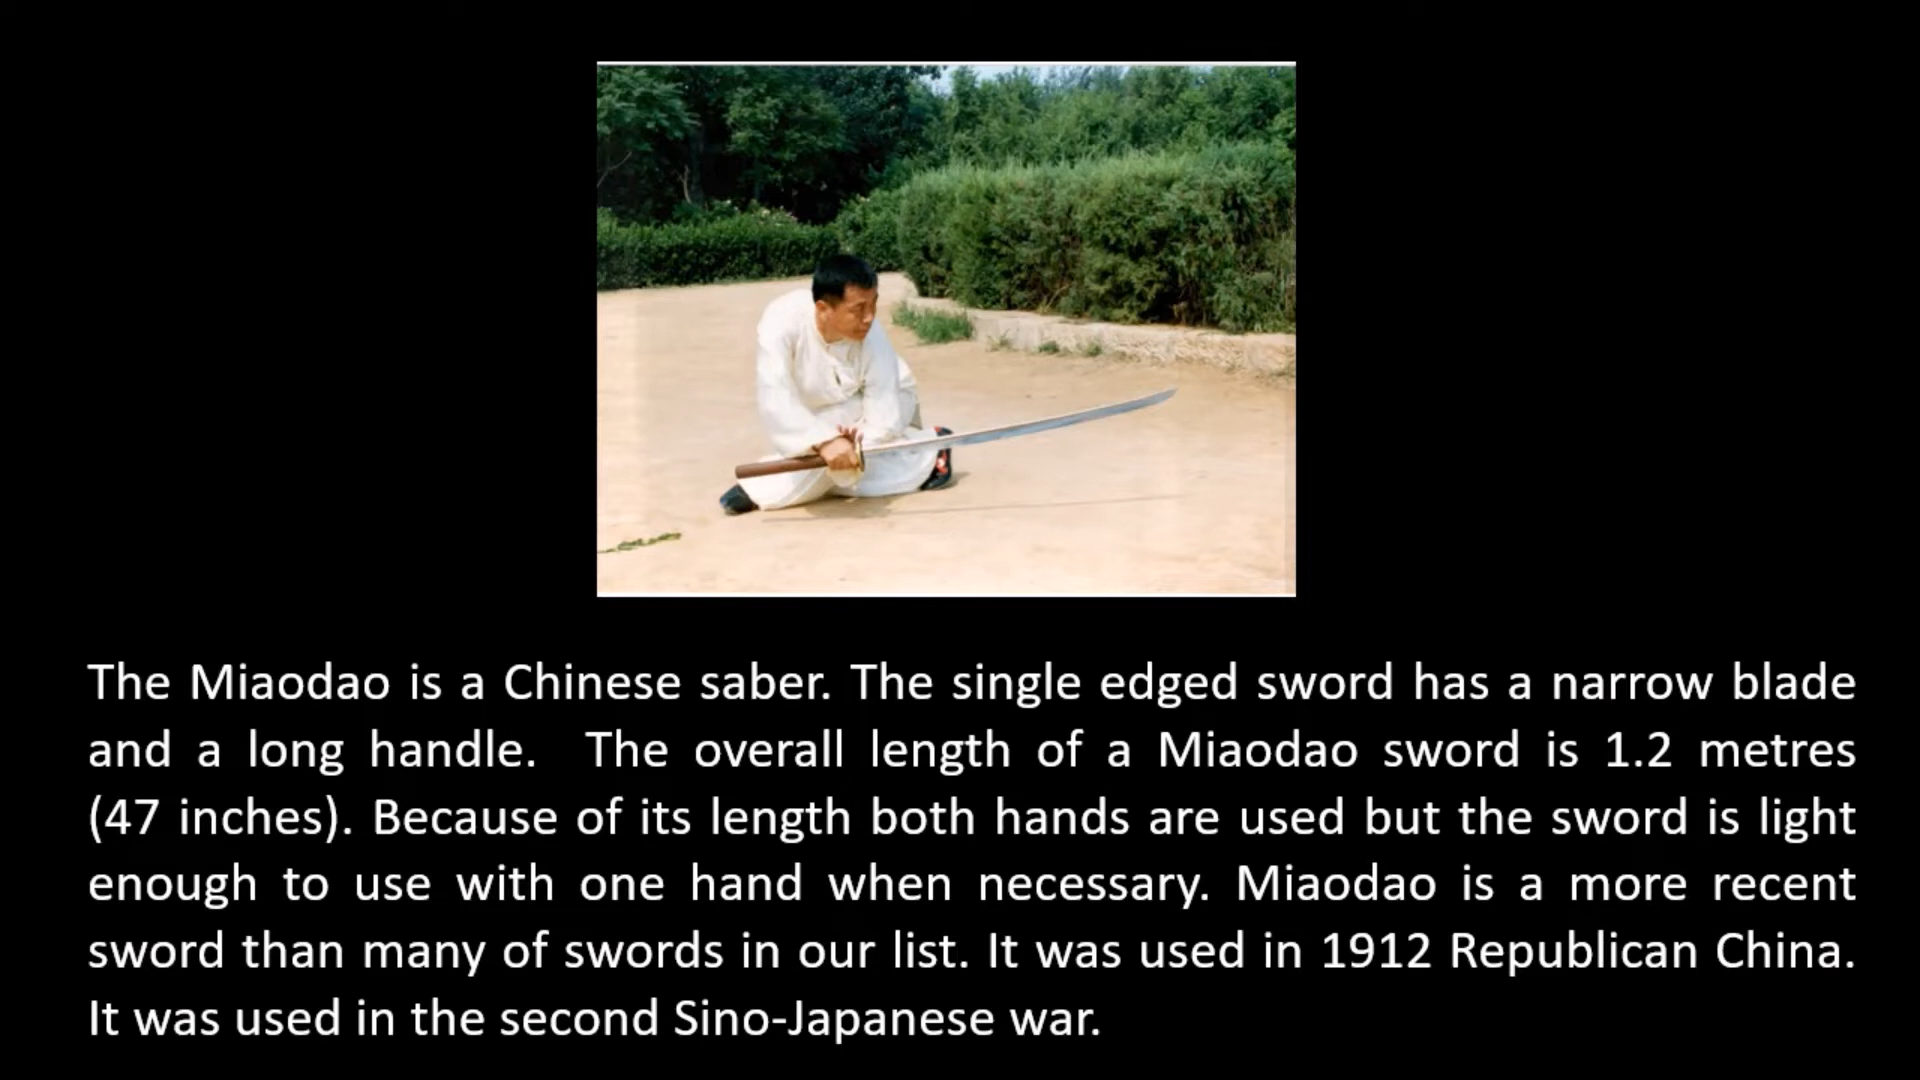 The Miaodao is a Chinese saber. The single edged sword has a narrow blade
and a long handle.  The overall length of a Miaodao sword is 1.2 metres
(47 inches). Because of its length both hands are used but the sword is light
enough to use with one hand when necessary. Miaodao is a more recent
sword than many of swords in our list. It was used in 1912 Republican China.
It was used in the second Sino-Japanese war.